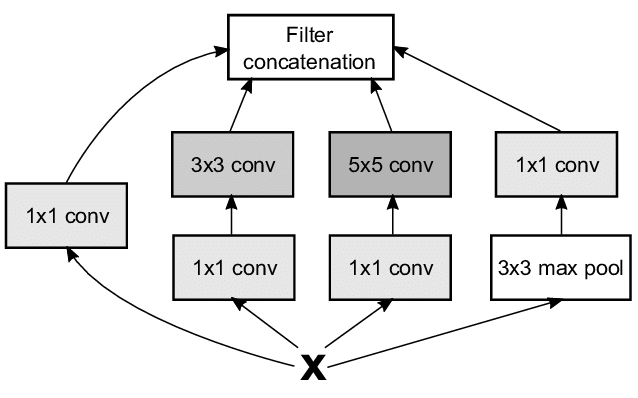 Filter
concatenation
3x3 conv
5x5 conv
1x1 conv
1x1 conv
1x1 conv
1x1 conv
3x3 max pool
X